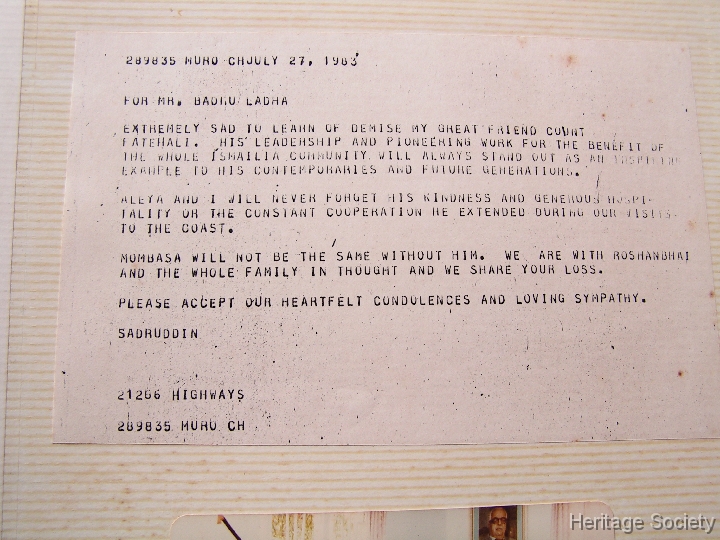 289835 MURO CHJULY 27, 1983
FOR MR. BADRU LADHA
EXTREMELY SAD TO LEARN OF DEMISE MY GREAT FRIEND COUNT
FATEHALI. HIS LEADERSHIP AND PIONEERING WORK FOR THE BENEFIT OF
THE WHOLE ISMAILIA COMMUNITY WILL ALWAYS STAND OUT AS AN INSPIRING
EXAMPLE TO HIS CONTEMPORARIES AND FUTURE GENERATIONS.
ALEYA AND I WILL NEVER FORGET HIS KINDNESS AND GENEROUS HOSPI-
TALITY OR THE CONSTANT COOPERATION HE EXTENDED DURING OUR VISITS
TO THE COAST.
MOMBASA WILL NOT BE THE SAME WITHOUT HIM. WE ARE WITH ROSHANBHAI
AND THE WHOLE FAMILY IN THOUGHT AND WE SHARE YOUR LOSS.
PLEASE ACCEPT OUR HEARTFELT CONDOLENCES AND LOVING SYMPATHY.
SADRUDDIN
21266 HIGHWAYS
289835 MURO CH
Heritage Society